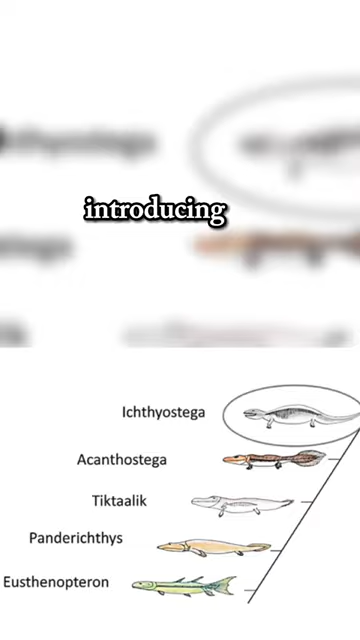 introducing
Ichthyostega
Acanthostega
Tiktaalik
Panderichthys
Eusthenopteron